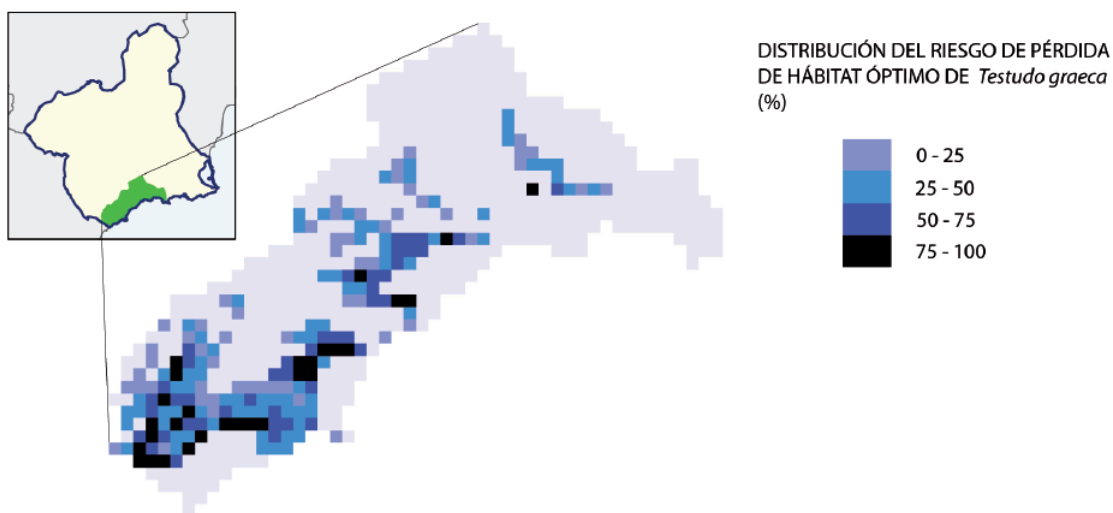 DISTRIBUCIÓN DEL RIESGO DE PÉRDIDA
DE HÁBITAT ÓPTIMO DE Testudo graeca
(%)
0 - 25
25 - 50
50 - 75
75 - 100